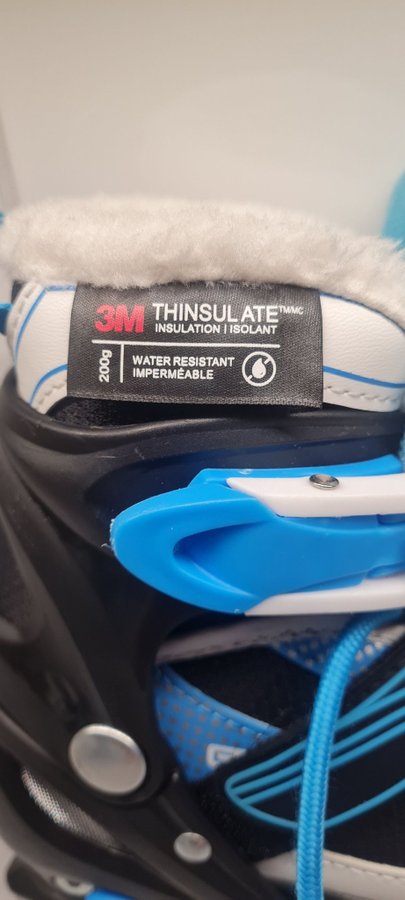 3M THINSULATE™MC
INSULATION | ISOLANT
200g
WATER RESISTANT
IMPERMÉABLE